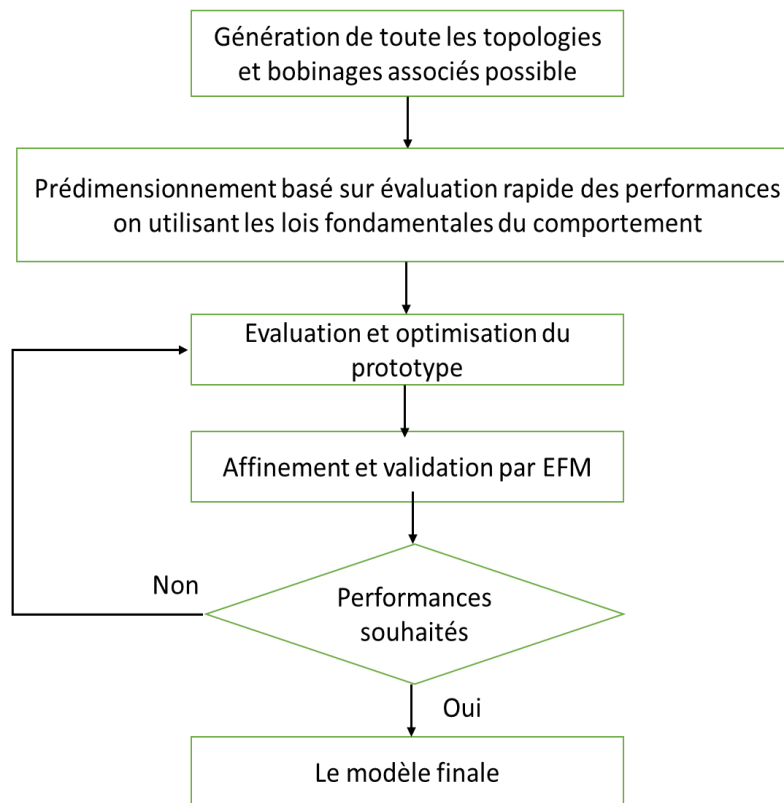 Génération de toute les topologies
et bobinages associés possible
Prédimensionnement basé sur évaluation rapide des performances
on utilisant les lois fondamentales du comportement
Evaluation et optimisation du
prototype
Affinement et validation par EFM
Non
Performances
souhaités
Oui
Le modèle finale